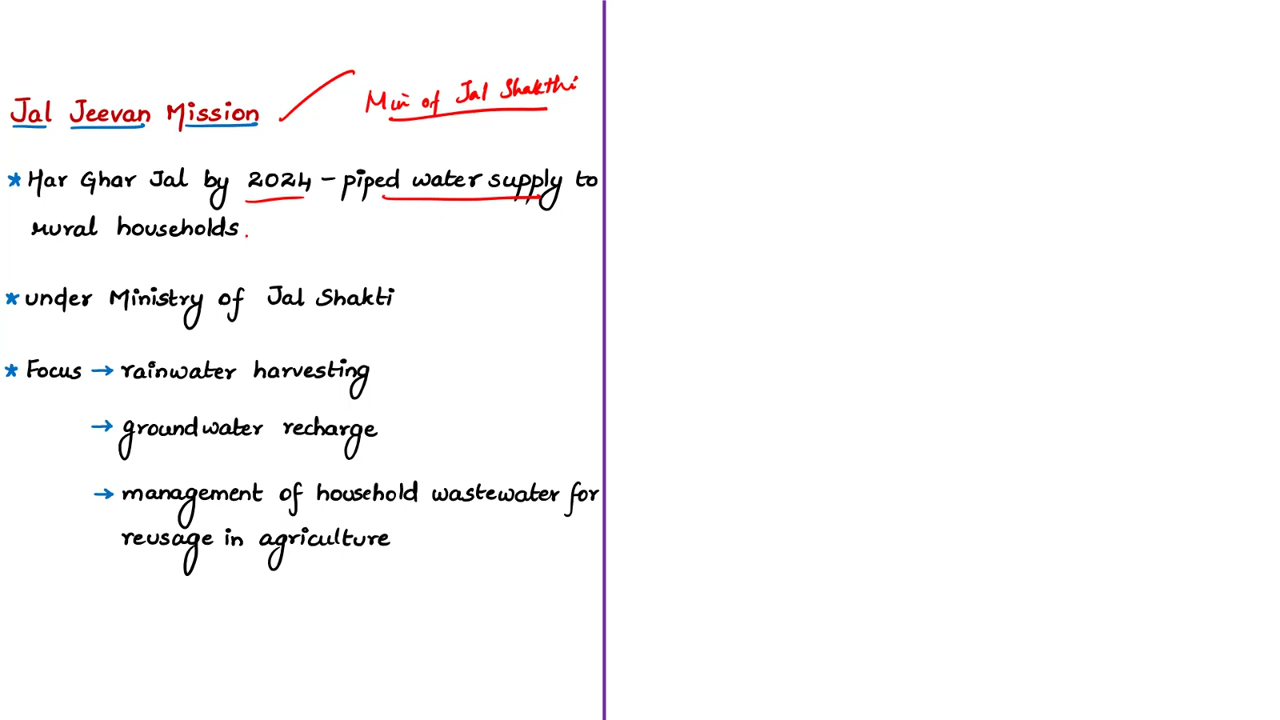 Min of Jal Shakthi
Jal Jeevan Mission
* Har Ghar Jal by 2024 - piped water supply to
rural households.
* under Ministry of Jal Shakti
* Focus → rainwater harvesting
→ groundwater recharge
→ management of household wastewater for
reusage in agriculture